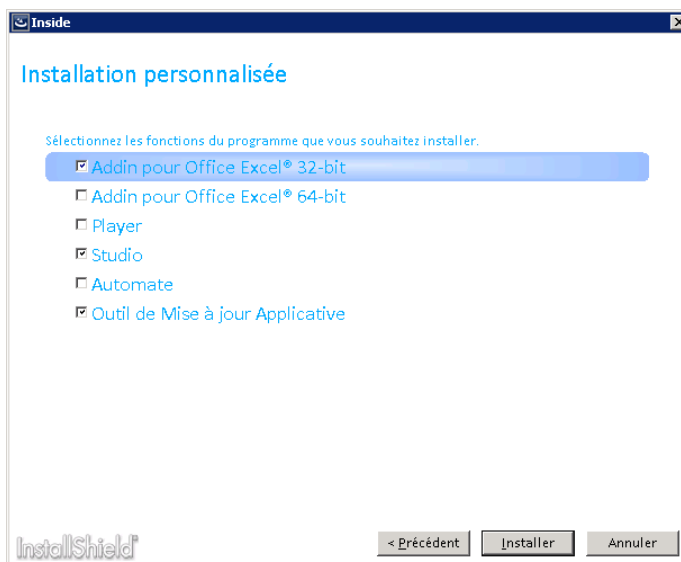 Inside
Installation personnalisée
Sélectionnez les fonctions du programme que vous souhaitez installer.
Addin pour Office Excel® 32-bit
Addin pour Office Excel® 64-bit
Player
Studio
Automate
Outil de Mise à jour Applicative
InstallShield®
< Précédent
Installer
Annuler